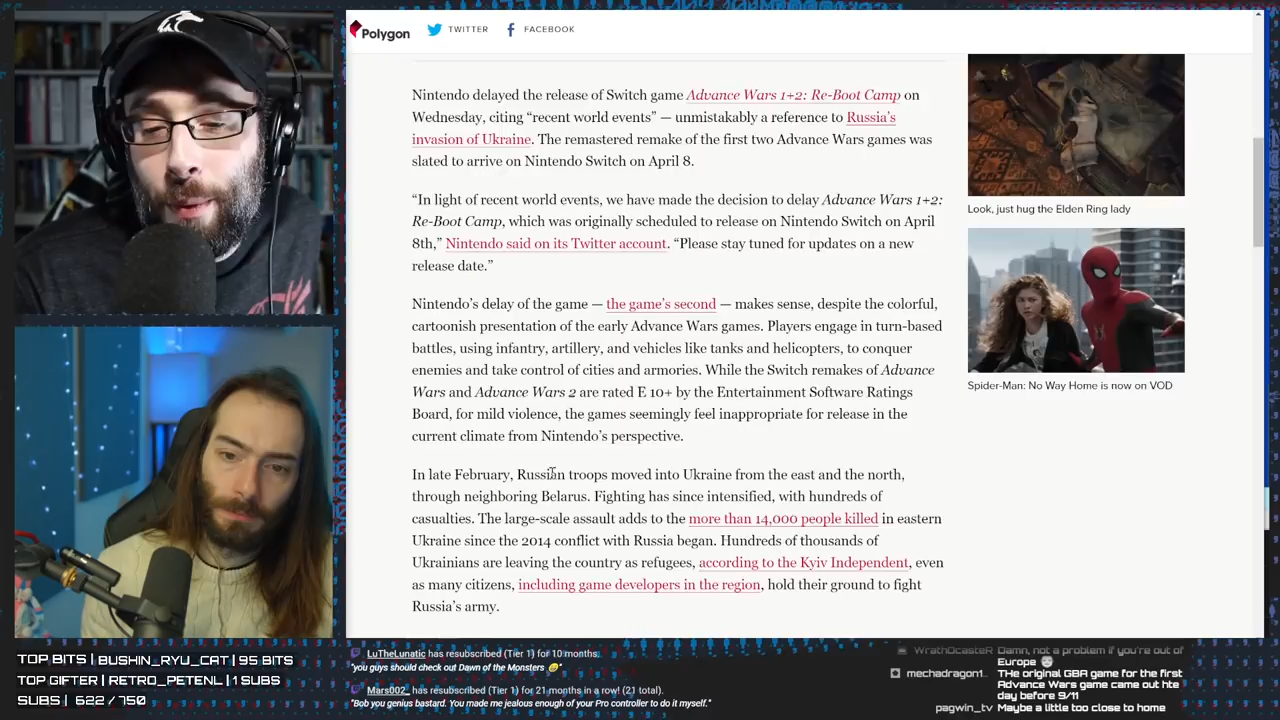 Polygon
TWITTER
FACEBOOK
Nintendo delayed the release of Switch game Advance Wars 1+2: Re-Boot Camp on
Wednesday, citing “recent world events” — unmistakably a reference to Russia’s
invasion of Ukraine. The remastered remake of the first two Advance Wars games was
slated to arrive on Nintendo Switch on April 8.
“In light of recent world events, we have made the decision to delay Advance Wars 1+2:
Re-Boot Camp, which was originally scheduled to release on Nintendo Switch on April
8th,” Nintendo said on its Twitter account. “Please stay tuned for updates on a new
release date.”
Nintendo’s delay of the game — the game’s second — makes sense, despite the colorful,
cartoonish presentation of the early Advance Wars games. Players engage in turn-based
battles, using infantry, artillery, and vehicles like tanks and helicopters, to conquer
enemies and take control of cities and armories. While the Switch remakes of Advance
Wars and Advance Wars 2 are rated E 10+ by the Entertainment Software Ratings
Board, for mild violence, the games seemingly feel inappropriate for release in the
current climate from Nintendo’s perspective.
In late February, Russian troops moved into Ukraine from the east and the north,
through neighboring Belarus. Fighting has since intensified, with hundreds of
casualties. The large-scale assault adds to the more than 14,000 people killed in eastern
Ukraine since the 2014 conflict with Russia began. Hundreds of thousands of
Ukrainians are leaving the country as refugees, according to the Kyiv Independent, even
as many citizens, including game developers in the region, hold their ground to fight
Russia’s army.
Look, just hug the Elden Ring lady
Spider-Man: No Way Home is now on VOD
TOP BITS | BUSHIN_RYU_CAT | 95 BITS
TOP GIFTER | RETRO_PETENL | 1 SUBS
SUBS | 622 / 750
LuTheLunatic has resubscribed (Tier 1) for 10 months.
"you guys should check out Dawn of the Monsters
"
Mars002_ has resubscribed (Tier 1) for 21 months in a row! (21 total).
"Bob you genius bastard. You made me jealous enough of your Pro controller to do it myself."
WrathOcasteR Damn, not a problem if you're out of
Europe
mechadragon1... THe original GBA game for the first
Advance Wars game came out hte
day before 9/11
pagwin_tv Maybe a little too close to home